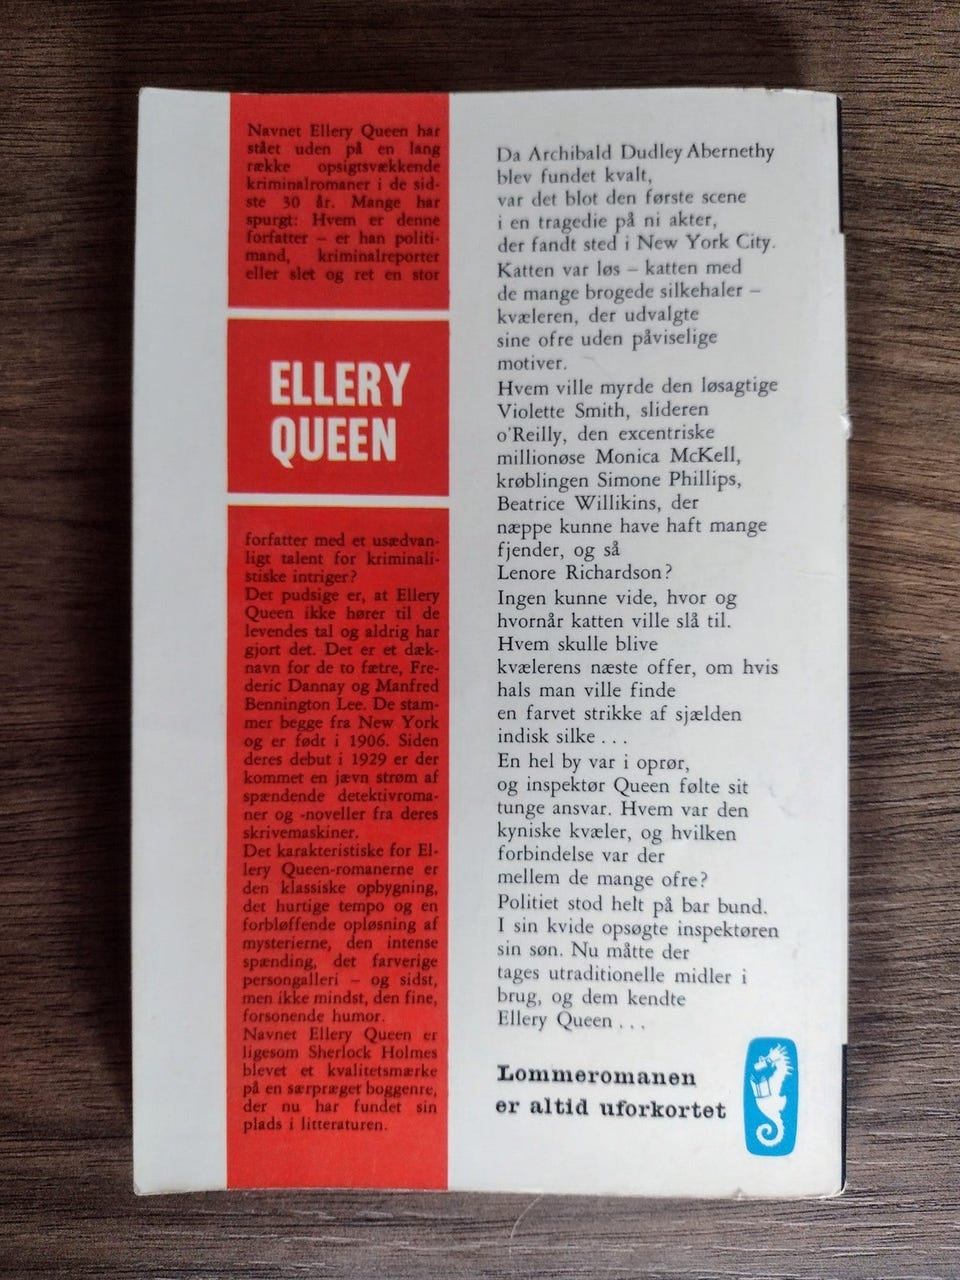 Navnet Ellery Queen har
stået uden på en lang
række opsigtsvækkende
kriminalromaner i de sid-
ste 30 år. Mange har
spurgt: Hvem er denne
forfatter – er han politi-
mand, kriminalreporter
eller slet og ret en stor
ELLERY
QUEEN
forfatter med et usædvan-
ligt talent for kriminali-
stiske intriger?
Det pudsige er, at Ellery
Queen ikke hører til de
levendes tal og aldrig har
gjort det. Det er et dæk-
navn for de to fætre, Fre-
deric Dannay og Manfred
Bennington Lee. De stam-
mer begge fra New York
og er født i 1906. Siden
deres debut i 1929 er der
kommet en jævn strøm af
spændende detektivroma-
ner og -noveller fra deres
skrivemaskiner.
Det karakteristiske for El-
lery Queen-romanerne er
den klassiske opbygning,
det hurtige tempo og en
forbløffende opløsning af
mysterierne, den intense
spænding, det farverige
persongalleri – og sidst,
men ikke mindst, den fine,
forsonende humor.
Navnet Ellery Queen er
ligesom Sherlock Holmes
blevet et kvalitetsmærke
på en særpræget boggenre,
der nu har fundet sin
plads i litteraturen.
Da Archibald Dudley Abernethy
blev fundet kvalt,
var det blot den første scene
i en tragedie på ni akter,
der fandt sted i New York City.
Katten var løs – katten med
de mange brogede silkehaler –
kvæleren, der udvalgte
sine ofre uden påviselige
motiver.
Hvem ville myrde den løsagtige
Violette Smith, slideren
o'Reilly, den excentriske
millionøse Monica McKell,
krøblingen Simone Phillips,
Beatrice Willikins, der
næppe kunne have haft mange
fjender, og så
Lenore Richardson?
Ingen kunne vide, hvor og
hvornår katten ville slå til.
Hvem skulle blive
kvælerens næste offer, om hvis
hals man ville finde
en farvet strikke af sjælden
indisk silke . . .
En hel by var i oprør,
og inspektør Queen følte sit
tunge ansvar. Hvem var den
kyniske kvæler, og hvilken
forbindelse var der
mellem de mange ofre?
Politiet stod helt på bar bund.
I sin kvide opsøgte inspektøren
sin søn. Nu måtte der
tages utraditionelle midler i
brug, og dem kendte
Ellery Queen . . .
Lommeromanen
er altid uforkortet